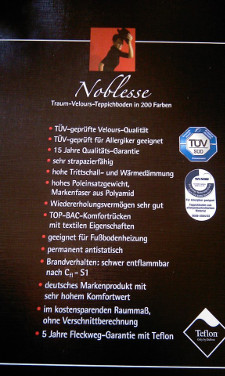 Noblesse
Traum-Velours-Teppichboden in 200 Farben
• TÜV-geprüfte Velours-Qualität
• TÜV-geprüft für Allergiker geeignet
• 15 Jahre Qualitäts-Garantie
• sehr strapazierfähig
• hohe Trittschall- und Wärmedämmung
• hohes Poleinsatzgewicht,
Markenfaser aus Polyamid
• Wiedererholungsvermögen sehr gut
• TOP-BAC-Komfortrücken
mit textilen Eigenschaften
• geeignet für Fußbodenheizung
• permanent antistatisch
• Brandverhalten: schwer entflammbar
nach Cfl - S1
• deutsches Markenprodukt mit
sehr hohem Komfortwert
• im kostensparenden Raummaß,
ohne Verschnittberechnung
• 5 Jahre Fleckweg-Garantie mit Teflon
TÜV
SÜD
Teflon